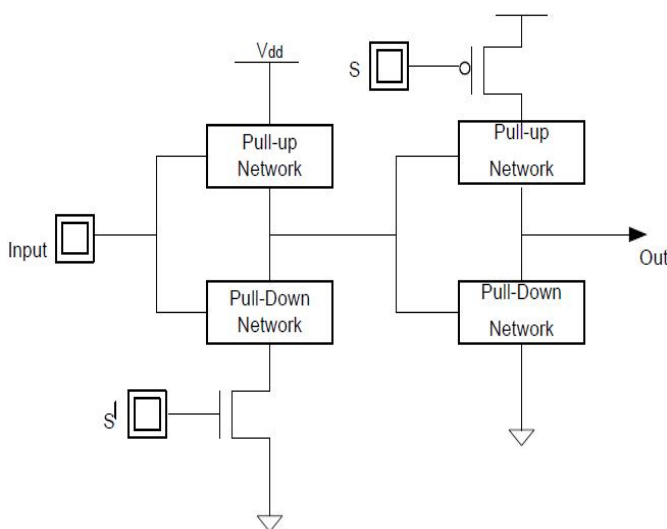 Vdd
S
Pull-up
Network
Pull-up
Network
Input
Out
Pull-Down
Network
Pull-Down
Network
S'